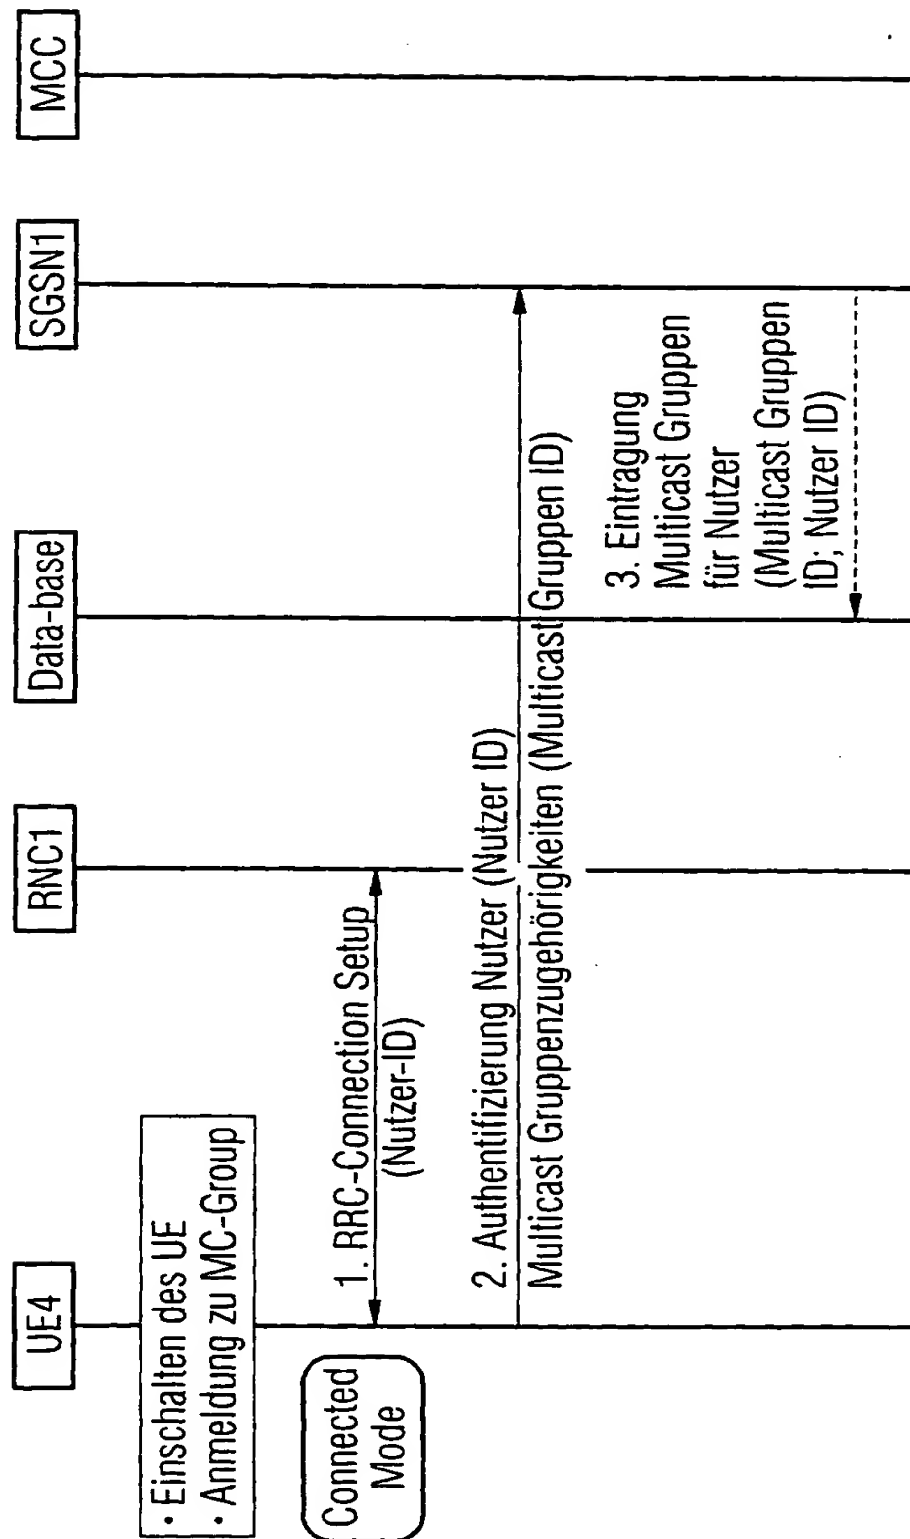 UE4
RNC1
Data-base
SGSN1
MCC
• Einschalten des UE
• Anmeldung zu MC-Group
Connected
Mode
1. RRC-Connection Setup
(Nutzer-ID)
2. Authentifizierung Nutzer (Nutzer ID)
Multicast Gruppenzugehörigkeiten (Multicast Gruppen ID)
3. Eintragung
Multicast Gruppen
für Nutzer
(Multicast Gruppen
ID; Nutzer ID)